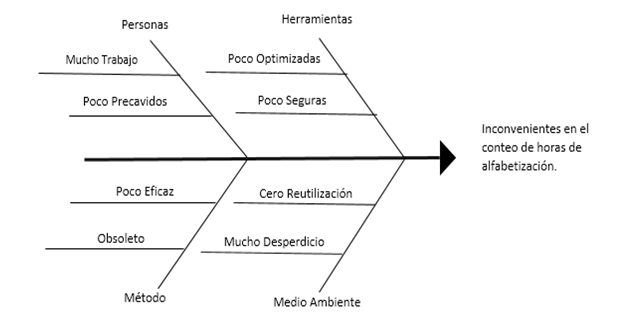 Personas
Herramientas
Mucho Trabajo
Poco Optimizadas
Poco Precavidos
Poco Seguras
Inconvenientes en el
conteo de horas de
alfabetización.
Poco Eficaz
Cero Reutilización
Obsoleto
Mucho Desperdicio
Método
Medio Ambiente